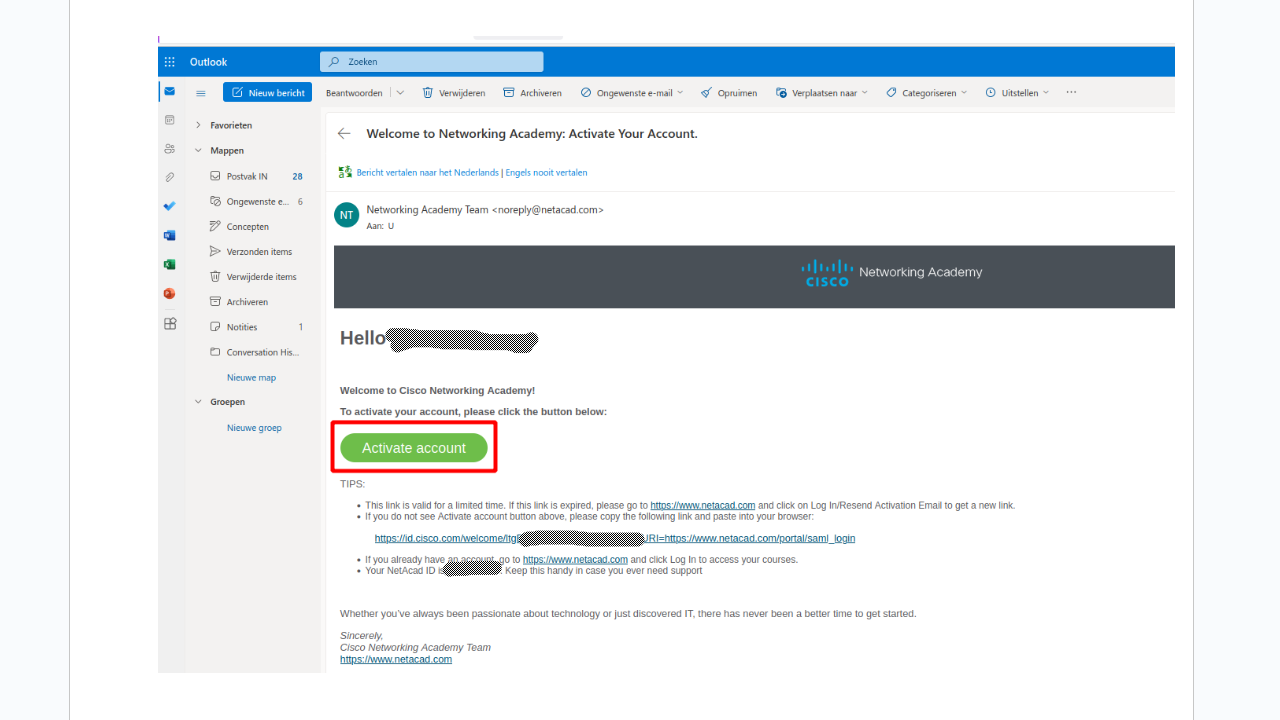 Outlook
Zoeken
Nieuw bericht
Beantwoorden
Verwijderen
Archiveren
Ongewenste e-mail
Opruimen
Verplaatsen naar
Categoriseren
Uitstellen
Favorieten
Mappen
Postvak IN 28
Ongewenste e... 6
Concepten
Verzonden items
Verwijderde items
Archiveren
Notities 1
Conversation His...
Nieuwe map
Groepen
Nieuwe groep
Welcome to Networking Academy: Activate Your Account.
Bericht vertalen naar het Nederlands | Engels nooit vertalen
NT
Networking Academy Team <noreply@netacad.com>
Aan: U
CISCO Networking Academy
Hello
Welcome to Cisco Networking Academy!
To activate your account, please click the button below:
Activate account
TIPS:
• This link is valid for a limited time. If this link is expired, please go to https://www.netacad.com and click on Log In/Resend Activation Email to get a new link.
• If you do not see Activate account button above, please copy the following link and paste into your browser:
https://id.cisco.com/welcome/ URI=https://www.netacad.com/portal/saml_login
• If you already have an account, go to https://www.netacad.com and click Log In to access your courses.
• Your NetAcad ID is Keep this handy in case you ever need support
Whether you've always been passionate about technology or just discovered IT, there has never been a better time to get started.
Sincerely,
Cisco Networking Academy Team
https://www.netacad.com